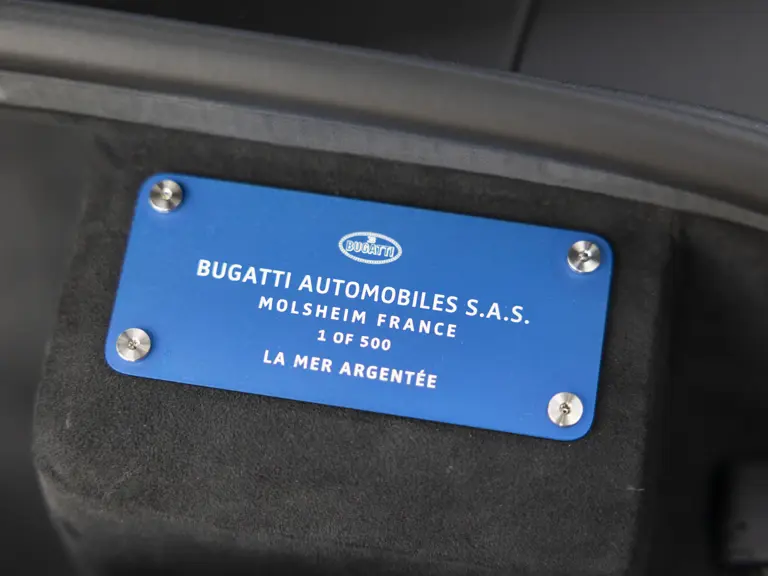 BUGATTI
BUGATTI AUTOMOBILES S.A.S.
MOLSHEIM FRANCE
1 OF 500
LA MER ARGENTÉE